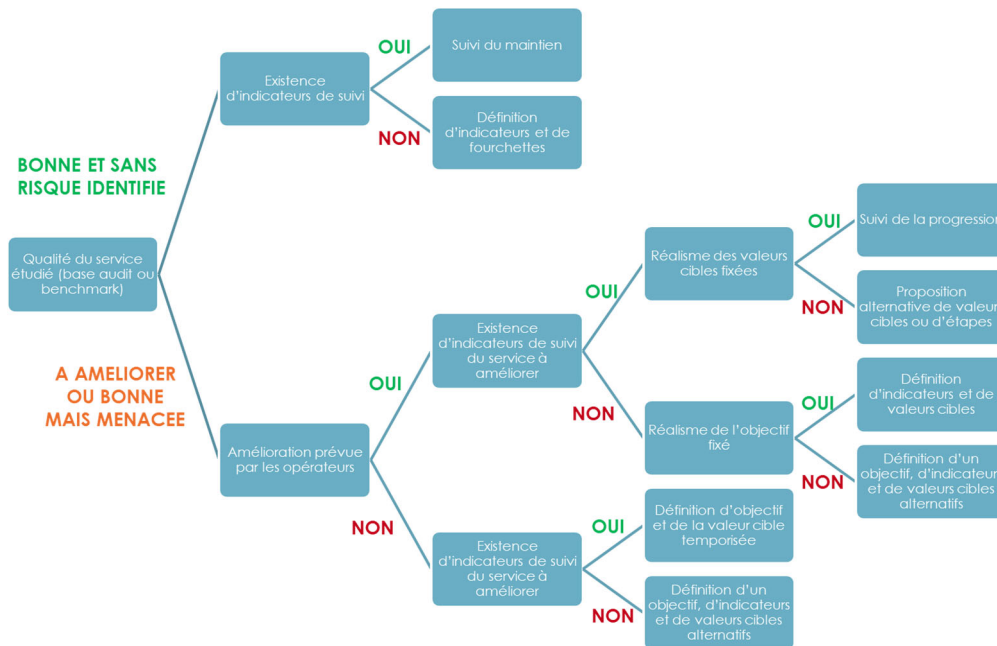 OUI
Suivi du maintien
Existence
d'indicateurs de suivi
NON
Définition
d'indicateurs et de
fourchettes
BONNE ET SANS
RISQUE IDENTIFIE
Qualité du service
étudié (base audit ou
benchmark)
A AMELIORER
OU BONNE
MAIS MENACEE
Amélioration prévue
par les opérateurs
OUI
Existence
d'indicateurs de suivi
du service à
améliorer
OUI
Réalisme des valeurs
cibles fixées
OUI
Suivi de la progression
NON
Proposition
alternative de valeur
cibles ou d'étapes
NON
Réalisme de l'objectif
fixé
OUI
Définition
d'indicateurs et de
valeurs cibles
NON
Définition d'un
objectif, d'indicateur
et de valeurs cibles
alternatifs
NON
Existence
d'indicateurs de suivi
du service à
améliorer
OUI
Définition d'objectif
et de la valeur cible
temporisée
NON
Définition d'un
objectif, d'indicateurs
et de valeurs cibles
alternatifs